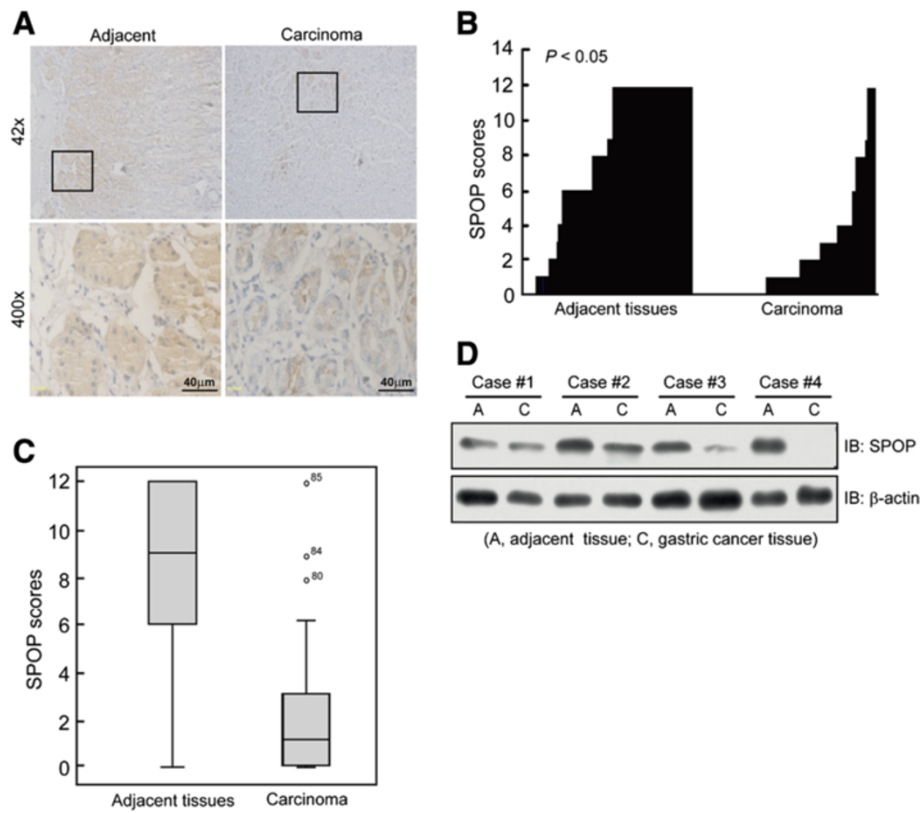 A
Adjacent
Carcinoma
42x
400x
40μm
40μm
B
P < 0.05
SPOP scores
14
12
10
8
6
4
2
0
Adjacent tissues
Carcinoma
C
SPOP scores
12
10
8
6
4
2
0
85
84
80
Adjacent tissues
Carcinoma
D
Case #1 Case #2 Case #3 Case #4
A C A C A C A C
IB: SPOP
IB: β-actin
(A, adjacent tissue; C, gastric cancer tissue)